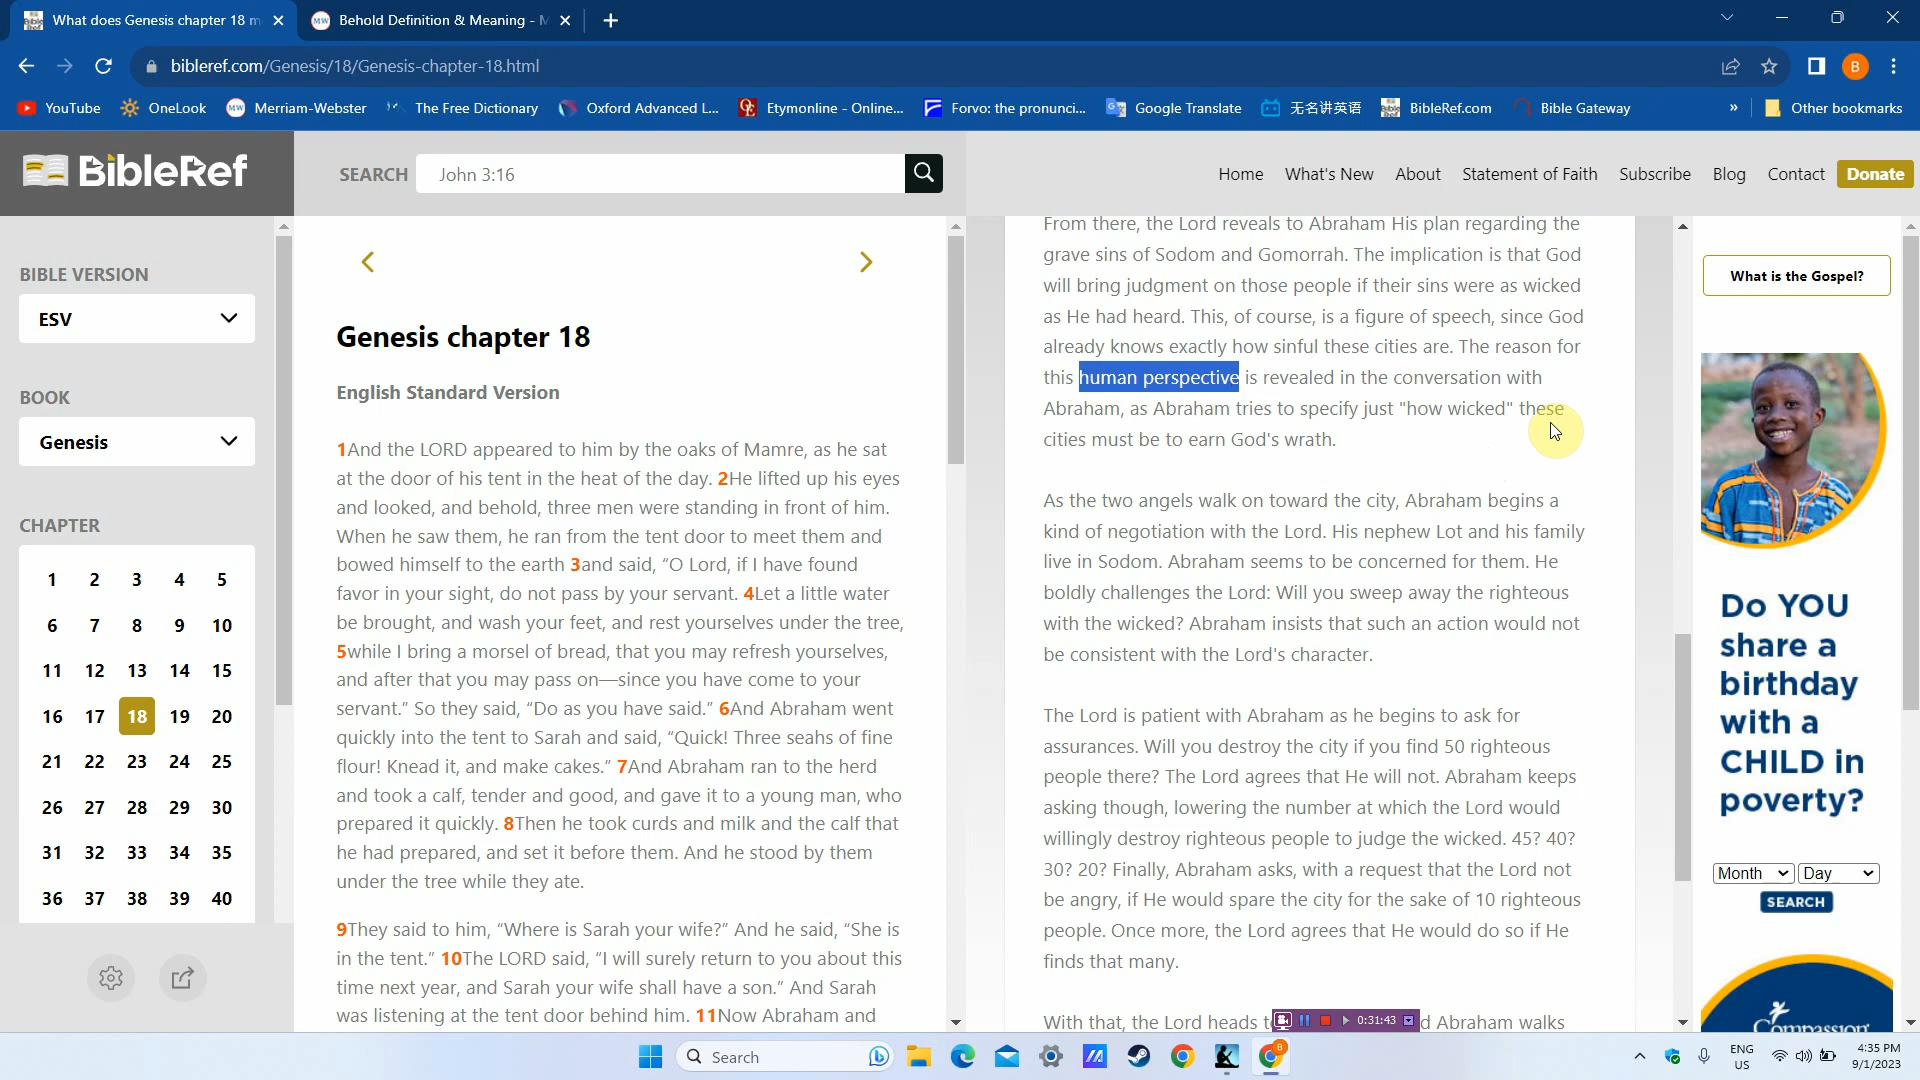 What does Genesis chapter 18 m
Behold Definition & Meaning - M
bibleref.com/Genesis/18/Genesis-chapter-18.html
B
YouTube
OneLook
Merriam-Webster
The Free Dictionary
Oxford Advanced L...
Etymonline - Online...
Forvo: the pronunci...
Google Translate
无名讲英语
BibleRef.com
Bible Gateway
»
Other bookmarks
BibleRef
SEARCH
John 3:16
Home
What's New
About
Statement of Faith
Subscribe
Blog
Contact
Donate
BIBLE VERSION
ESV
BOOK
Genesis
CHAPTER
1 2 3 4 5
6 7 8 9 10
11 12 13 14 15
16 17 18 19 20
21 22 23 24 25
26 27 28 29 30
31 32 33 34 35
36 37 38 39 40
Genesis chapter 18
English Standard Version
1And the LORD appeared to him by the oaks of Mamre, as he sat
at the door of his tent in the heat of the day. 2He lifted up his eyes
and looked, and behold, three men were standing in front of him.
When he saw them, he ran from the tent door to meet them and
bowed himself to the earth 3and said, “O Lord, if I have found
favor in your sight, do not pass by your servant. 4Let a little water
be brought, and wash your feet, and rest yourselves under the tree,
5while I bring a morsel of bread, that you may refresh yourselves,
and after that you may pass on—since you have come to your
servant.” So they said, “Do as you have said.” 6And Abraham went
quickly into the tent to Sarah and said, “Quick! Three seahs of fine
flour! Knead it, and make cakes.” 7And Abraham ran to the herd
and took a calf, tender and good, and gave it to a young man, who
prepared it quickly. 8Then he took curds and milk and the calf that
he had prepared, and set it before them. And he stood by them
under the tree while they ate.
9They said to him, “Where is Sarah your wife?” And he said, “She is
in the tent.” 10The LORD said, “I will surely return to you about this
time next year, and Sarah your wife shall have a son.” And Sarah
was listening at the tent door behind him. 11Now Abraham and
From there, the Lord reveals to Abraham His plan regarding the
grave sins of Sodom and Gomorrah. The implication is that God
will bring judgment on those people if their sins were as wicked
as He had heard. This, of course, is a figure of speech, since God
already knows exactly how sinful these cities are. The reason for
this human perspective is revealed in the conversation with
Abraham, as Abraham tries to specify just "how wicked" these
cities must be to earn God's wrath.
As the two angels walk on toward the city, Abraham begins a
kind of negotiation with the Lord. His nephew Lot and his family
live in Sodom. Abraham seems to be concerned for them. He
boldly challenges the Lord: Will you sweep away the righteous
with the wicked? Abraham insists that such an action would not
be consistent with the Lord's character.
The Lord is patient with Abraham as he begins to ask for
assurances. Will you destroy the city if you find 50 righteous
people there? The Lord agrees that He will not. Abraham keeps
asking though, lowering the number at which the Lord would
willingly destroy righteous people to judge the wicked. 45? 40?
30? 20? Finally, Abraham asks, with a request that the Lord not
be angry, if He would spare the city for the sake of 10 righteous
people. Once more, the Lord agrees that He would do so if He
finds that many.
With that, the Lord heads t
d Abraham walks
0:31:43
What is the Gospel?
Do YOU
share a
birthday
with a
CHILD in
poverty?
Month
Day
SEARCH
Compassion
Search
ENG
US
4:35 PM
9/1/2023